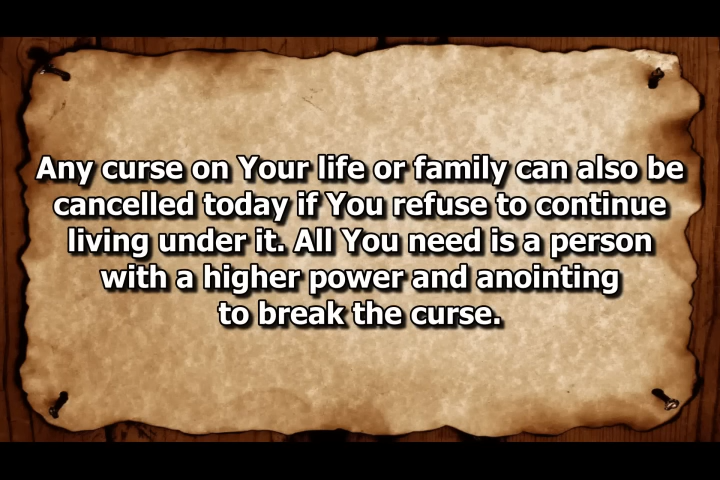 Any curse on Your life or family can also be
cancelled today if You refuse to continue
living under it. All You need is a person
with a higher power and anointing
to break the curse.